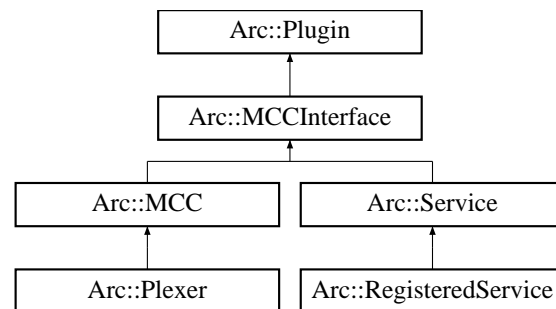 Arc::Plugin
Arc::MCCInterface
Arc::MCC
Arc::Service
Arc::Plexer
Arc::RegisteredService